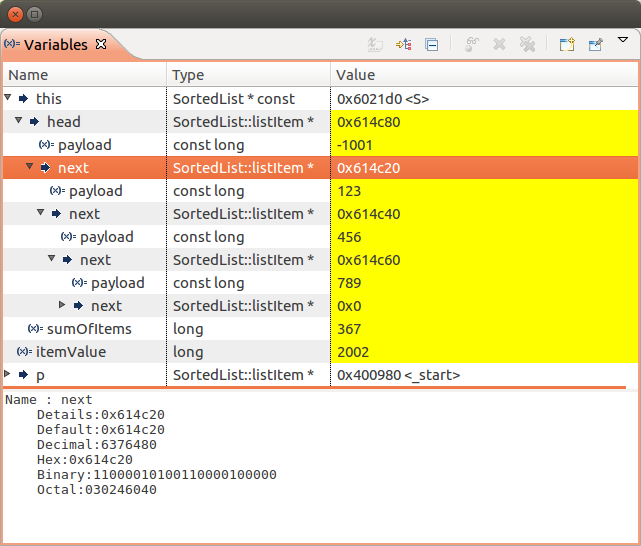 Variables
Name Type Value
this SortedList * const 0x6021d0 <S>
head SortedList::listItem * 0x614c80
payload const long -1001
next SortedList::listItem * 0x614c20
payload const long 123
next SortedList::listItem * 0x614c40
payload const long 456
next SortedList::listItem * 0x614c60
payload const long 789
next SortedList::listItem * 0x0
sumOfItems long 367
itemValue long 2002
p SortedList::listItem * 0x400980 <_start>
Name : next
Details:0x614c20
Default:0x614c20
Decimal:6376480
Hex:0x614c20
Binary:11000010100110000100000
Octal:030246040